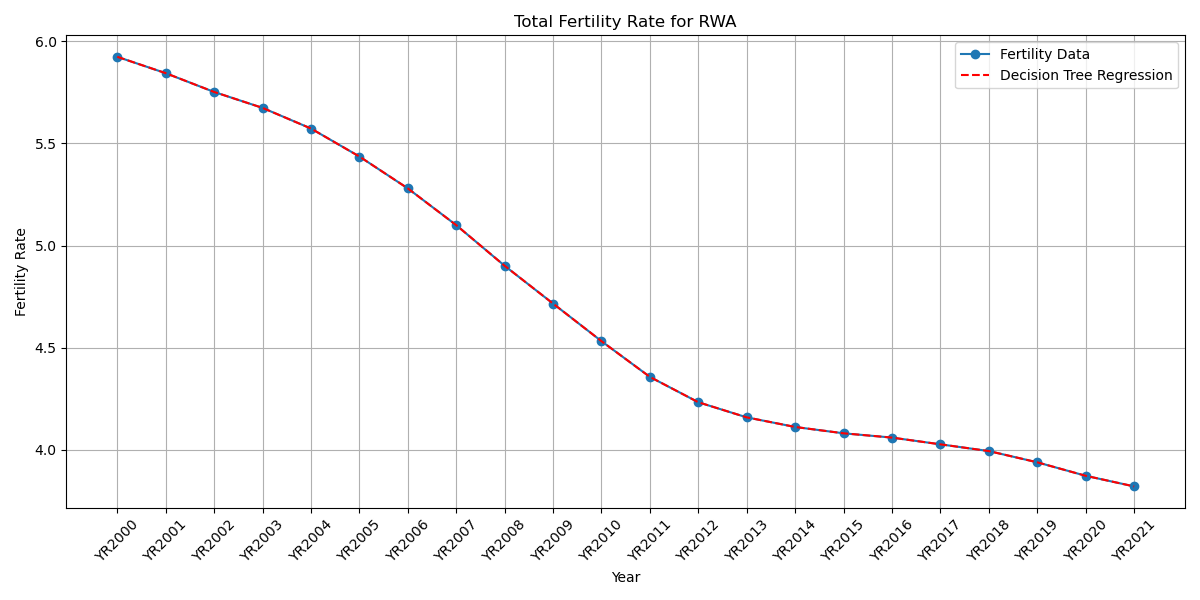 Total Fertility Rate for RWA
Fertility Data
Decision Tree Regression
6.0
5.5
5.0
4.5
4.0
Fertility Rate
YR2000
YR2001
YR2002
YR2003
YR2004
YR2005
YR2006
YR2007
YR2008
YR2009
YR2010
YR2011
YR2012
YR2013
YR2014
YR2015
YR2016
YR2017
YR2018
YR2019
YR2020
YR2021
Year